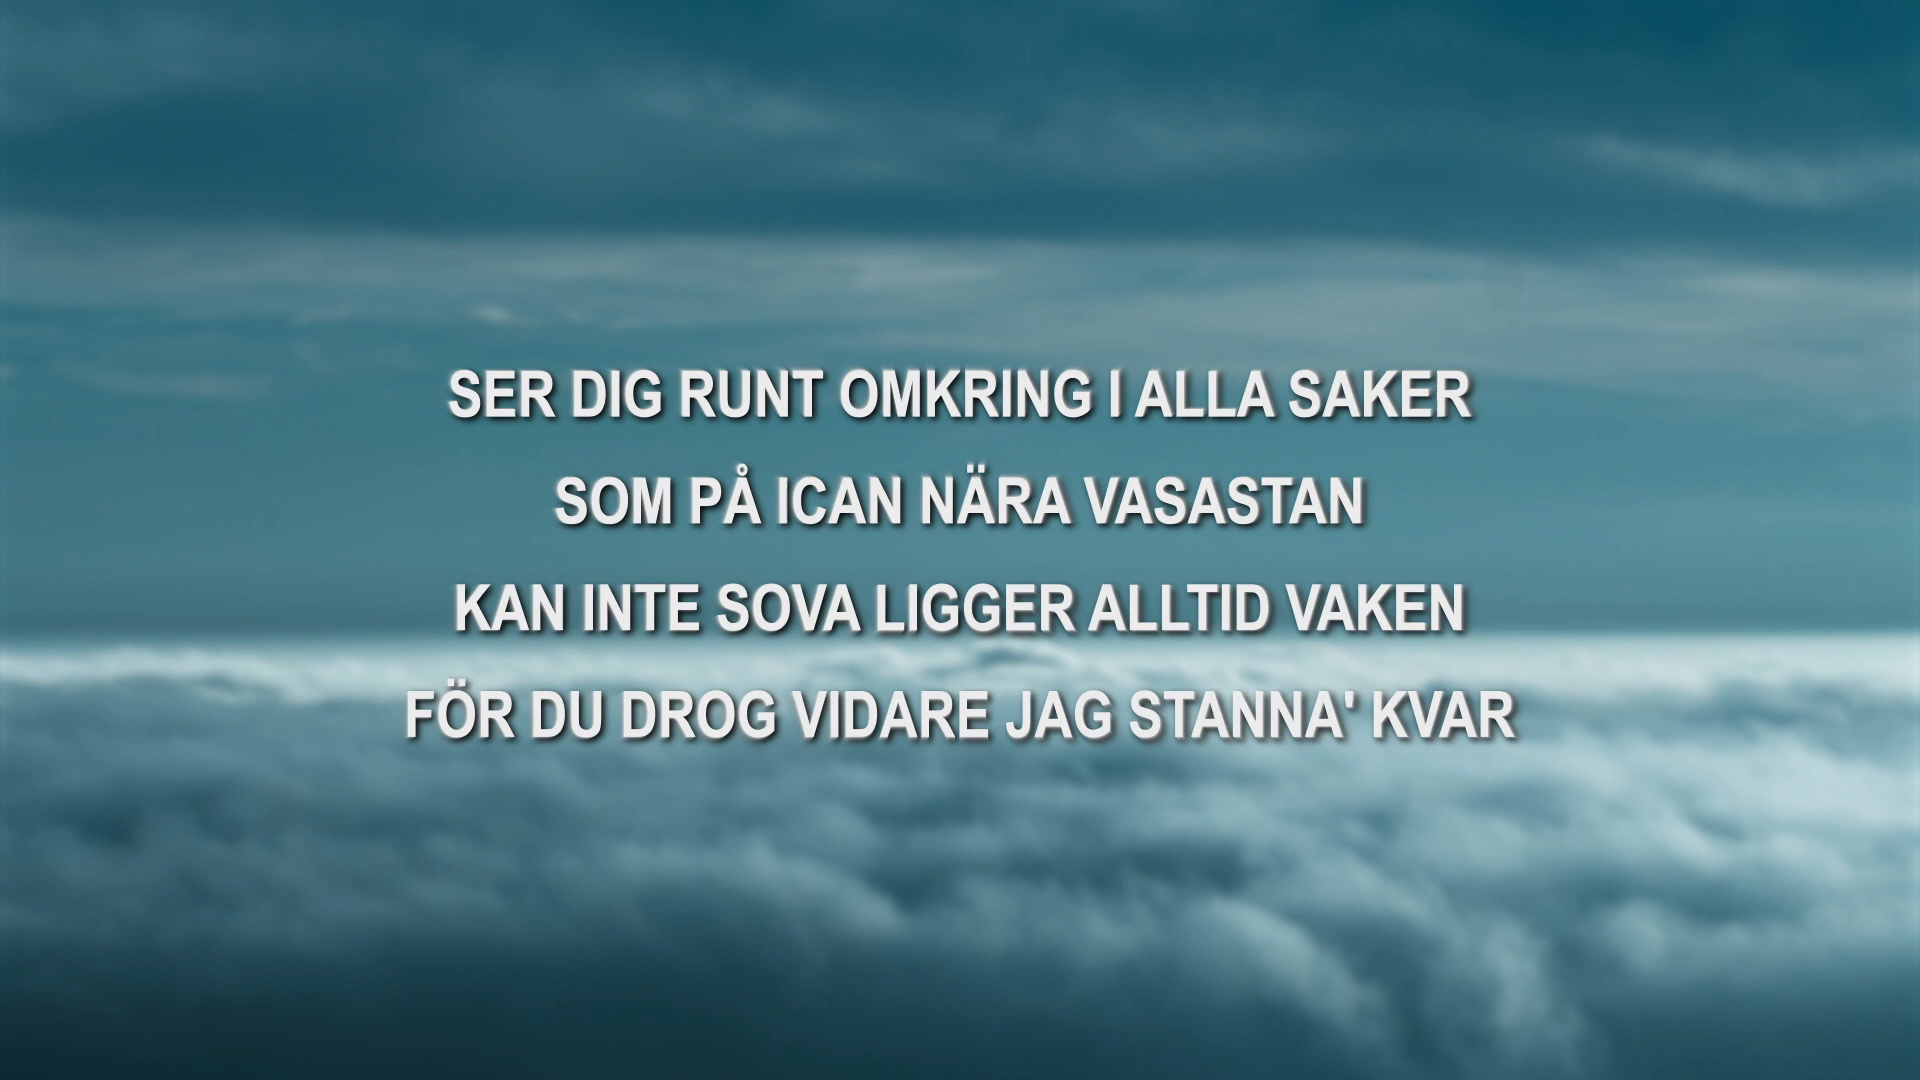 SER DIG RUNT OMKRING I ALLA SAKER
SOM PÅ ICAN NÄRA VASASTAN
KAN INTE SOVA LIGGER ALLTID VAKEN
FÖR DU DROG VIDARE JAG STANNA' KVAR